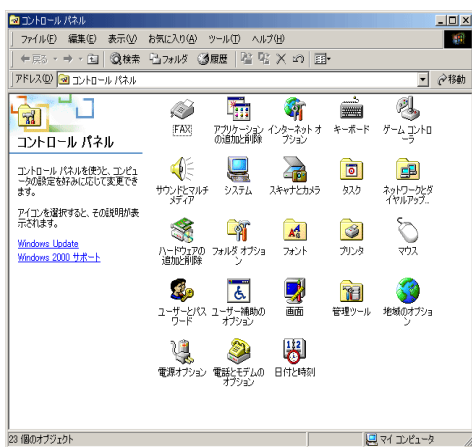 コントロール パネル
ファイル(F) 編集(E) 表示(V) お気に入り(A) ツール(T) ヘルプ(H)
戻る 検索 フォルダ 履歴
アドレス(D) コントロール パネル 移動
コントロール パネル
コントロール パネルを使うと、コンピュ
ータの設定を好みに応じて変更でき
ます。
アイコンを選択すると、その説明が表
示されます。
Windows Update
Windows 2000 サポート
FAX
アプリケーション
の追加と削除
インターネット オ
プション
キーボード
ゲーム コントロ
ーラ
サウンドとマルチ
メディア
システム
スキャナとカメラ
タスク
ネットワークとダ
イヤルアップ...
ハードウェアの
追加と削除
フォルダ オプショ
ン
フォント
プリンタ
マウス
ユーザーとパス
ワード
ユーザー補助の
オプション
画面
管理ツール
地域のオプショ
ン
電源オプション
電話とモデムの
オプション
日付と時刻
23 個のオブジェクト
マイ コンピュータ